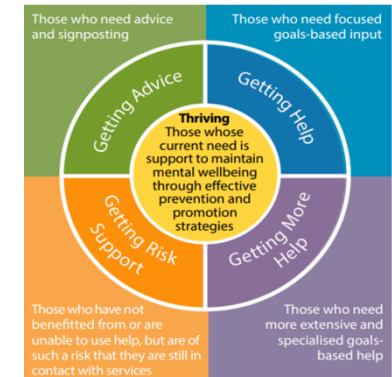 Those who need advice
and signposting
Those who need focused
goals-based input
Getting Advice
Getting Help
Thriving
Those whose
current need is
support to maintain
mental wellbeing
through effective
prevention and
promotion
strategies
Getting Risk
Support
Getting More
Help
Those who have not
benefitted from or are
unable to use help, but are of
such a risk that they are still in
contact with services
Those who need
more extensive and
specialised goals-
based help